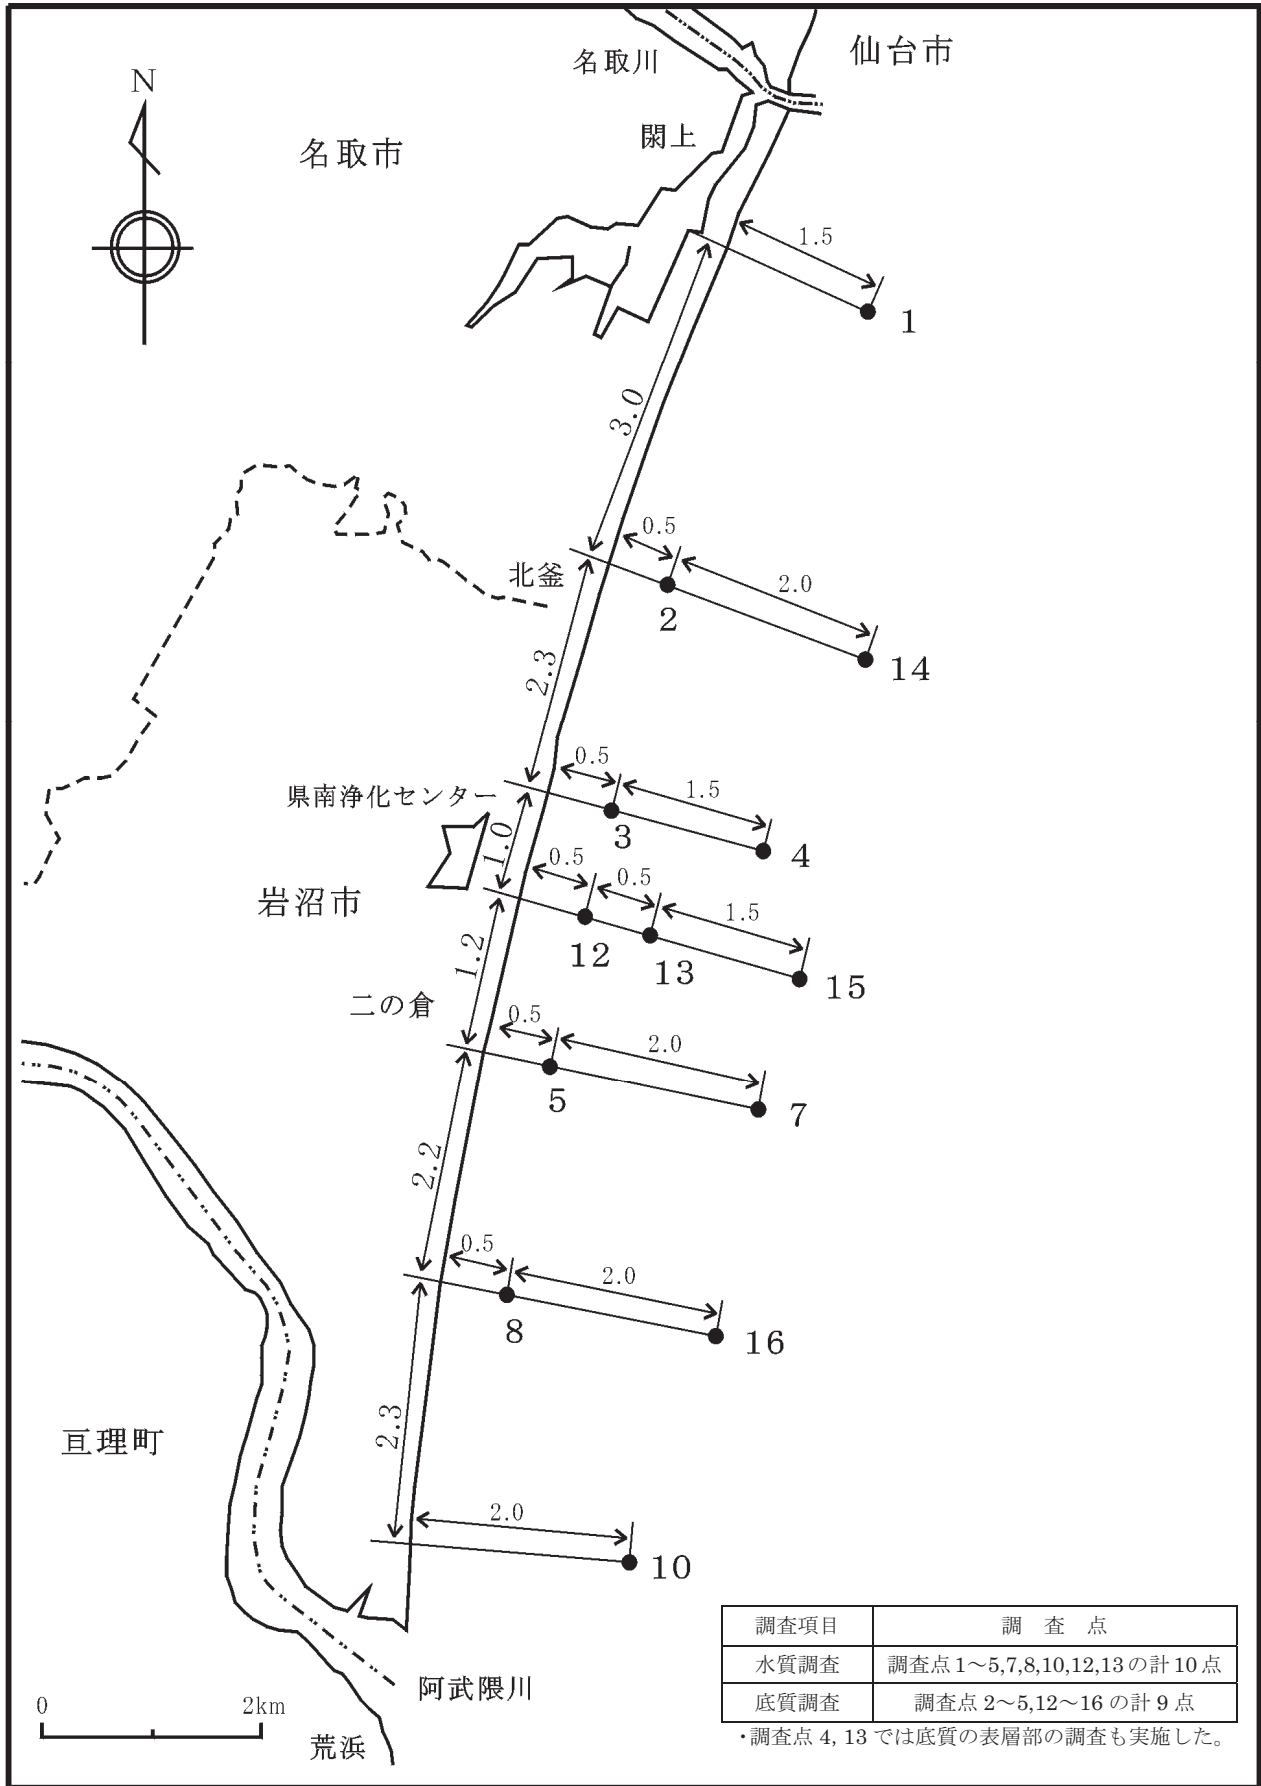 仙台市
名取川
N
閖上
名取市
1.5
1
3.0
0.5
北釜
2.0
2
14
2.3
0.5
県南浄化センター
1.5
3
4
1.0
0.5
0.5
岩沼市
1.5
12
13
15
1.2
二の倉
0.5
2.0
5
7
2.2
0.5
2.0
8
16
亘理町
2.3
2.0
10
調査項目 調 査 点
水質調査 調査点1～5,7,8,10,12,13の計10点
底質調査 調査点 2～5,12～16 の計 9 点
・調査点 4, 13 では底質の表層部の調査も実施した。
阿武隈川
0 2km
荒浜